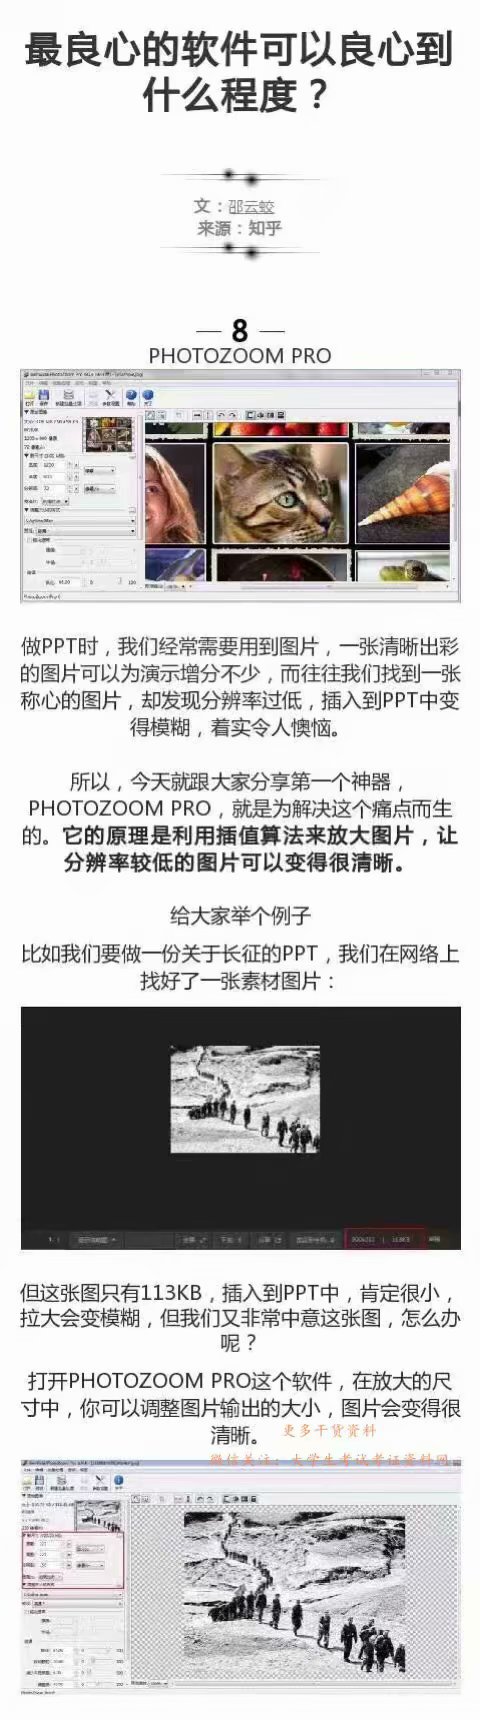 最良心的软件可以良心到
什么程度？
文：邵云蛟
来源：知乎
8
PHOTOZOOM PRO
做PPT时，我们经常需要用到图片，一张清晰出彩
的图片可以为演示增分不少，而往往我们找到一张
称心的图片，却发现分辨率过低，插入到PPT中变
得模糊，着实令人懊恼。
所以，今天就跟大家分享第一个神器，
PHOTOZOOM PRO，就是为解决这个痛点而生
的。它的原理是利用插值算法来放大图片，让
分辨率较低的图片可以变得很清晰。
给大家举个例子
比如我们要做一份关于长征的PPT，我们在网络上
找好了一张素材图片：
但这张图只有113KB，插入到PPT中，肯定很小，
拉大会变模糊，但我们又非常中意这张图，怎么办
呢？
打开PHOTOZOOM PRO这个软件，在放大的尺
寸中，你可以调整图片输出的大小，图片会变得很
清晰。
更多干货资料
微信关注：大学生考试考证资料网